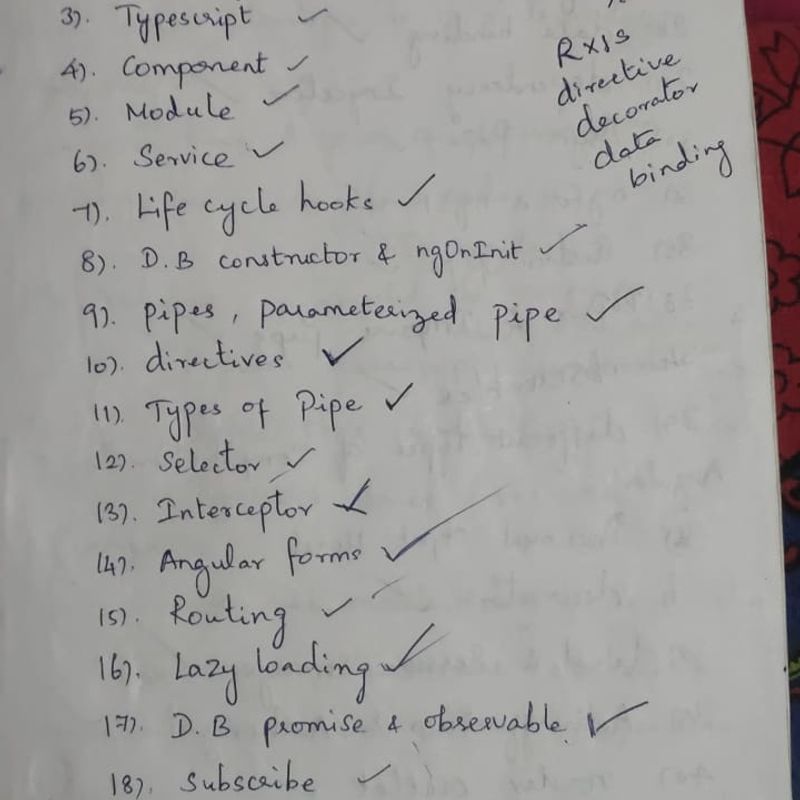 3). Typescript
4). Component
5). Module
6). Service
7). Life cycle hooks
8). D.B constructor & ngOnInit
9). pipes, parameterized pipe
10). directives
11). Types of Pipe
12). Selector
13). Interceptor
14). Angular forms
15). Routing
16). Lazy loading
17). D.B promise & observable
18). Subscribe
RxJS
directive
decorator
data
binding